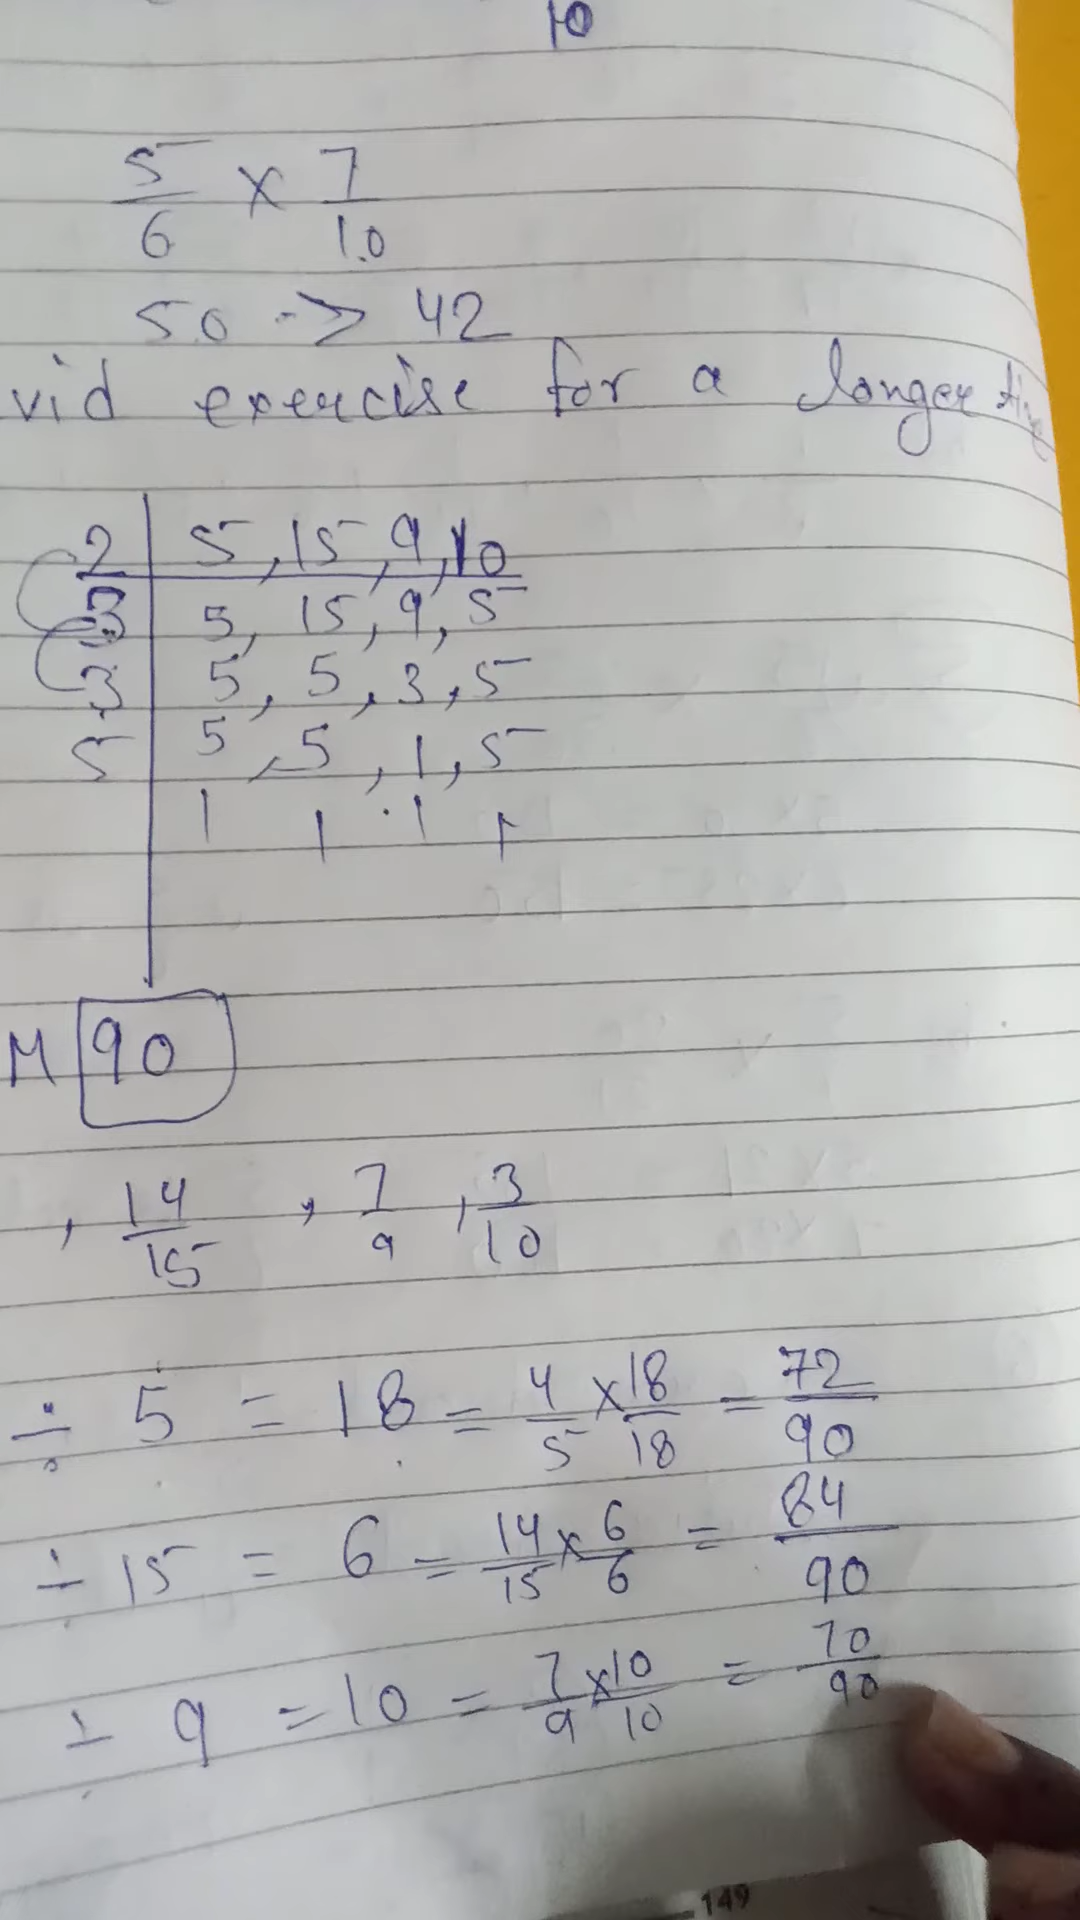 10
5/6 × 7/10
50 -> 42
vid exercise for a longer time
2 | 5, 15, 9, 10
3 | 5, 15, 9, 5
3 | 5, 5, 3, 5
5 | 5, 5, 1, 5
1 1 1 1
M 90
, 14/15 , 7/9 , 3/10
÷ 5 = 18 = 4/5 × 18/18 = 72/90
÷ 15 = 6 = 14/15 × 6/6 = 84/90
÷ 9 = 10 = 7/9 × 10/10 = 70/90
149